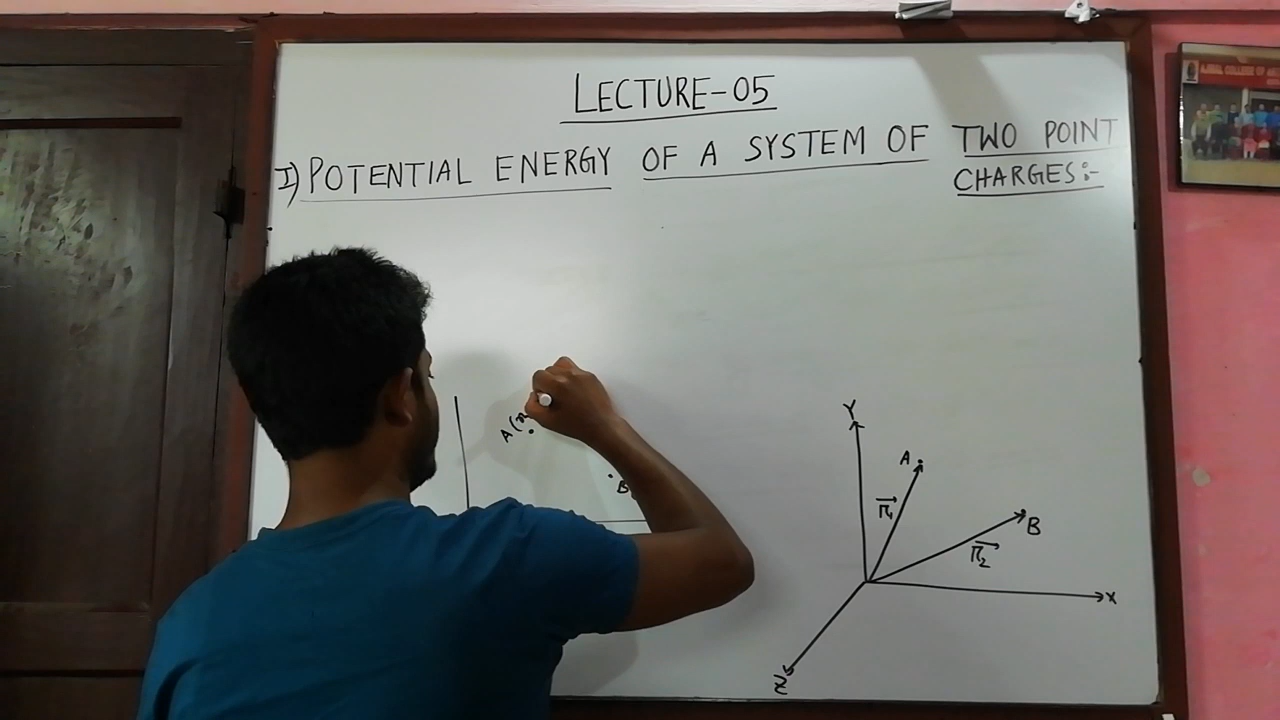 LECTURE-05
I) POTENTIAL ENERGY OF A SYSTEM OF TWO POINT
CHARGES:-
Y
A
A (x
r₁
B
B
r₂
X
Z